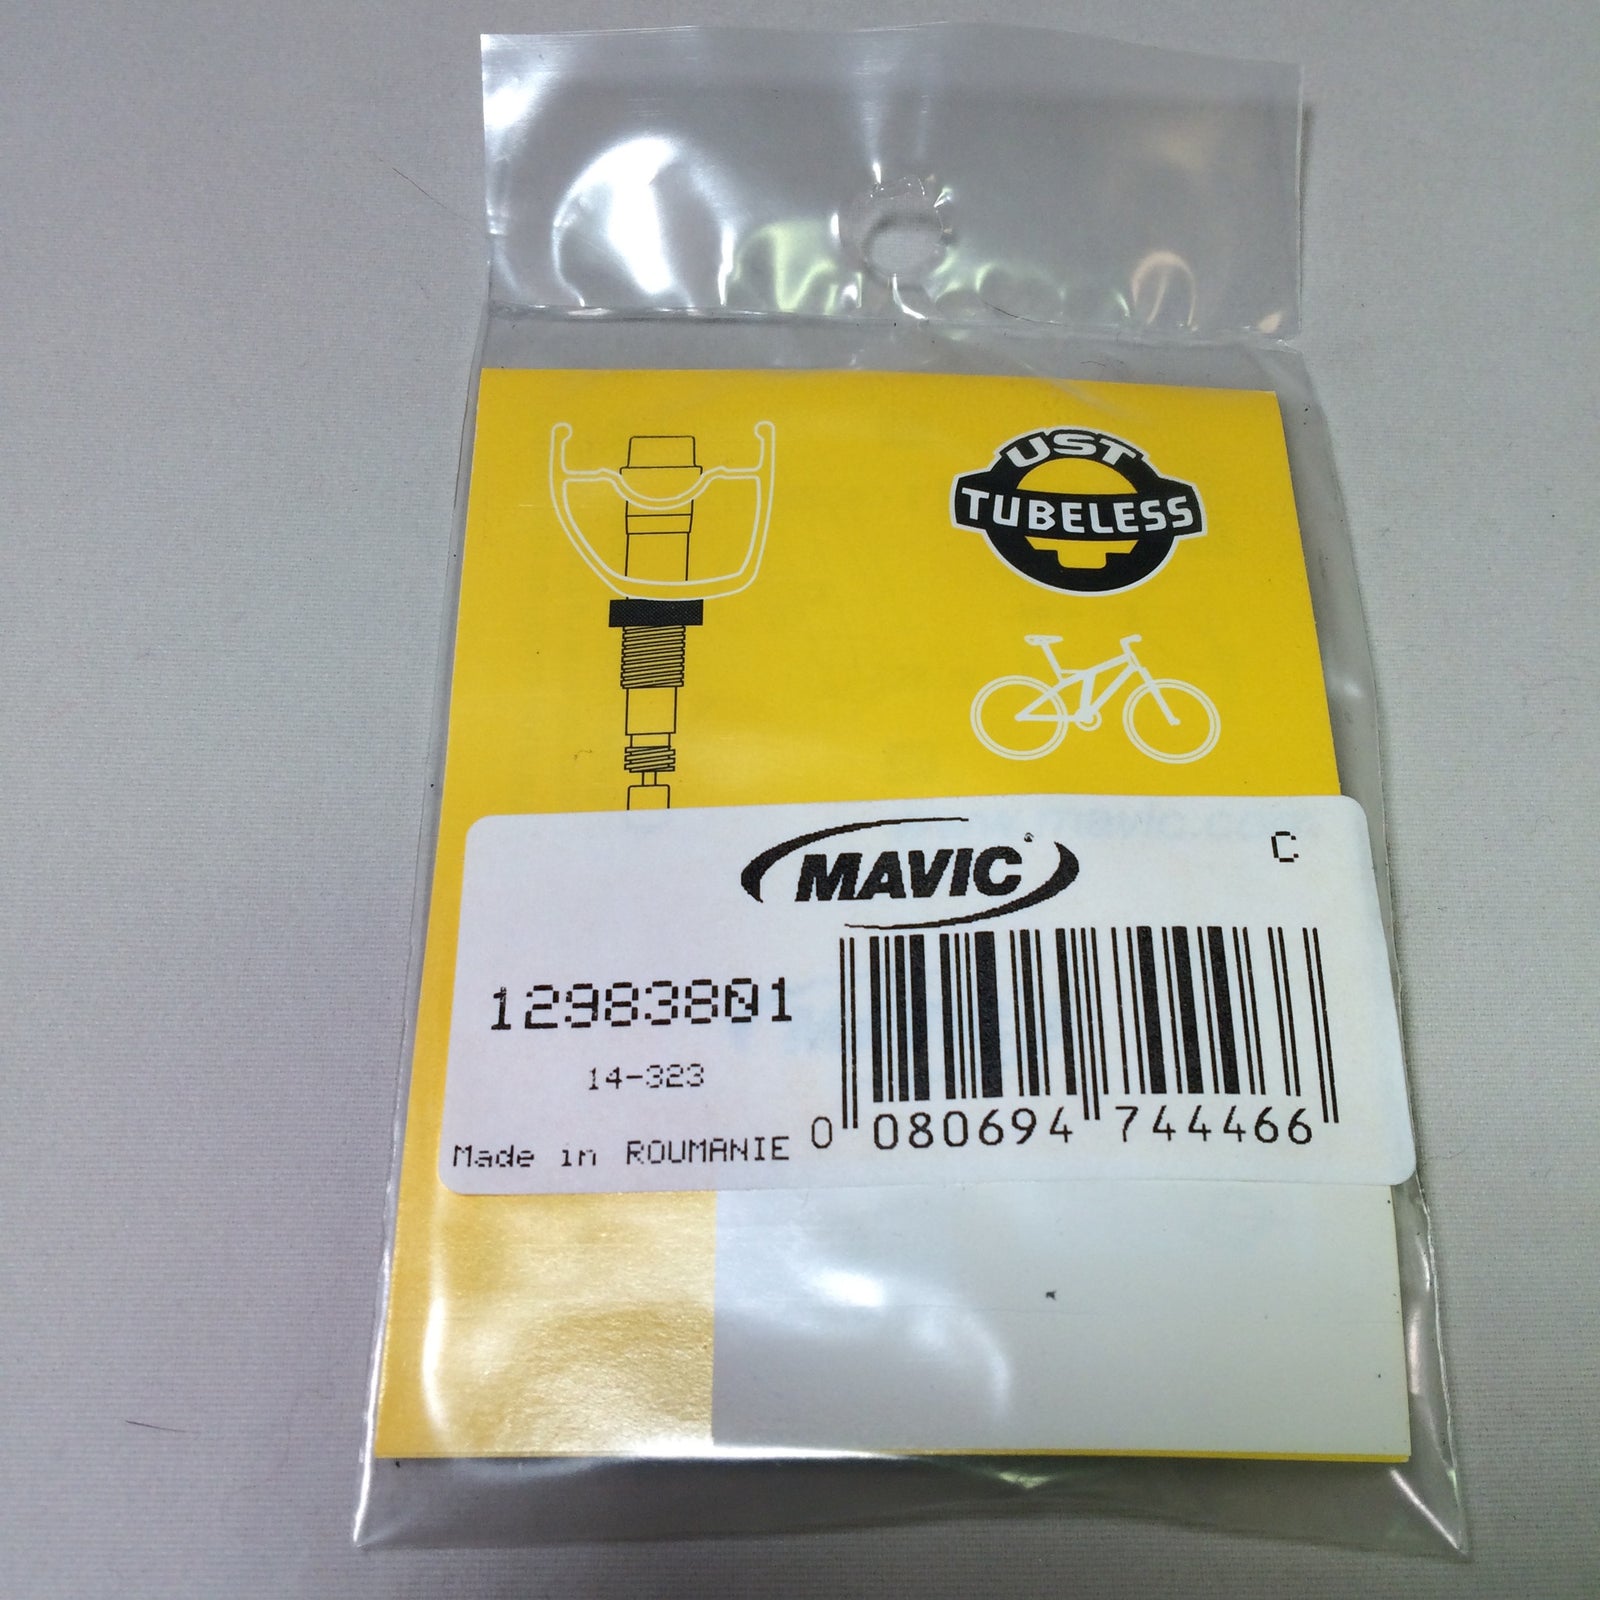 UST
TUBELESS
MAVIC
C
12983801
14-323
Made in ROUMANIE
0 080694 744466